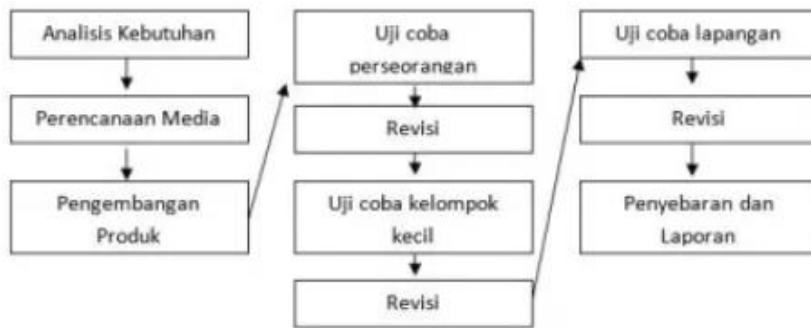 Analisis Kebutuhan
Perencanaan Media
Pengembangan
Produk
Uji coba
perseorangan
Revisi
Uji coba kelompok
kecil
Revisi
Uji coba lapangan
Revisi
Penyebaran dan
Laporan